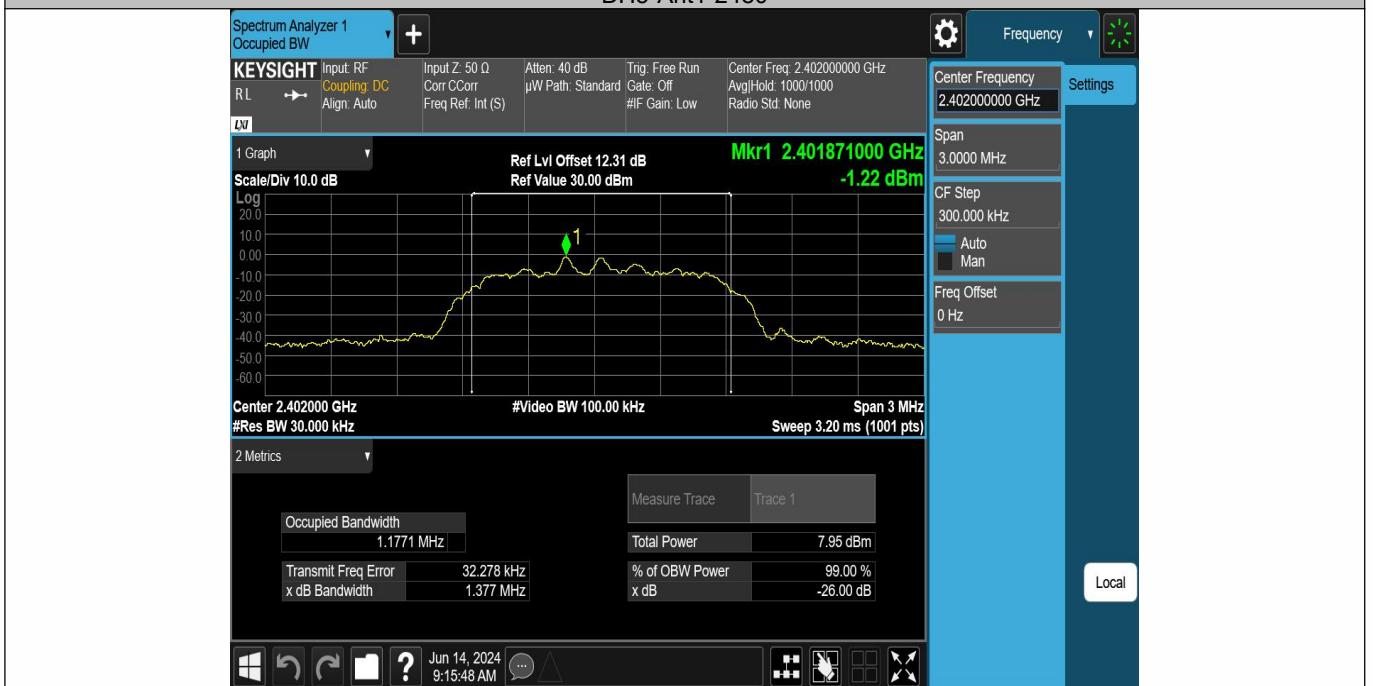 Spectrum Analyzer 1
Occupied BW
+
Frequency
KEYSIGHT
R L
LXI
Input: RF
Coupling: DC
Align: Auto
Input Z: 50 Ω
Corr CCorr
Freq Ref: Int (S)
Atten: 40 dB
µW Path: Standard
Trig: Free Run
Gate: Off
#IF Gain: Low
Center Freq: 2.402000000 GHz
Avg|Hold: 1000/1000
Radio Std: None
Center Frequency
2.402000000 GHz
Settings
Span
3.0000 MHz
CF Step
300.000 kHz
Auto
Man
Freq Offset
0 Hz
Local
1 Graph
Scale/Div 10.0 dB
Ref Lvl Offset 12.31 dB
Ref Value 30.00 dBm
Mkr1 2.401871000 GHz
-1.22 dBm
Log
20.0
10.0
0.00
-10.0
-20.0
-30.0
-40.0
-50.0
-60.0
1
Center 2.402000 GHz
#Video BW 100.00 kHz
Span 3 MHz
#Res BW 30.000 kHz
Sweep 3.20 ms (1001 pts)
2 Metrics
Measure Trace Trace 1
Occupied Bandwidth
1.1771 MHz
Total Power 7.95 dBm
Transmit Freq Error 32.278 kHz
% of OBW Power 99.00 %
x dB Bandwidth 1.377 MHz
x dB -26.00 dB
?
Jun 14, 2024
9:15:48 AM